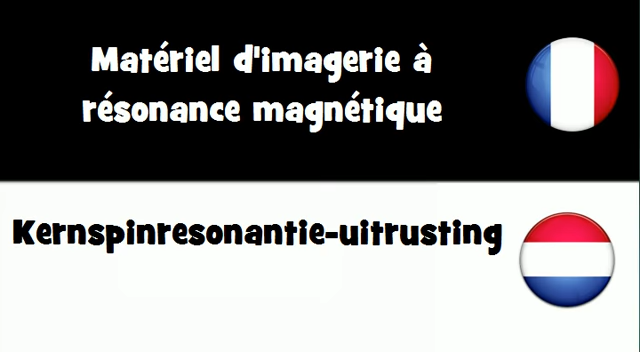 Matériel d'imagerie à
résonance magnétique
Kernspinresonantie-uitrusting